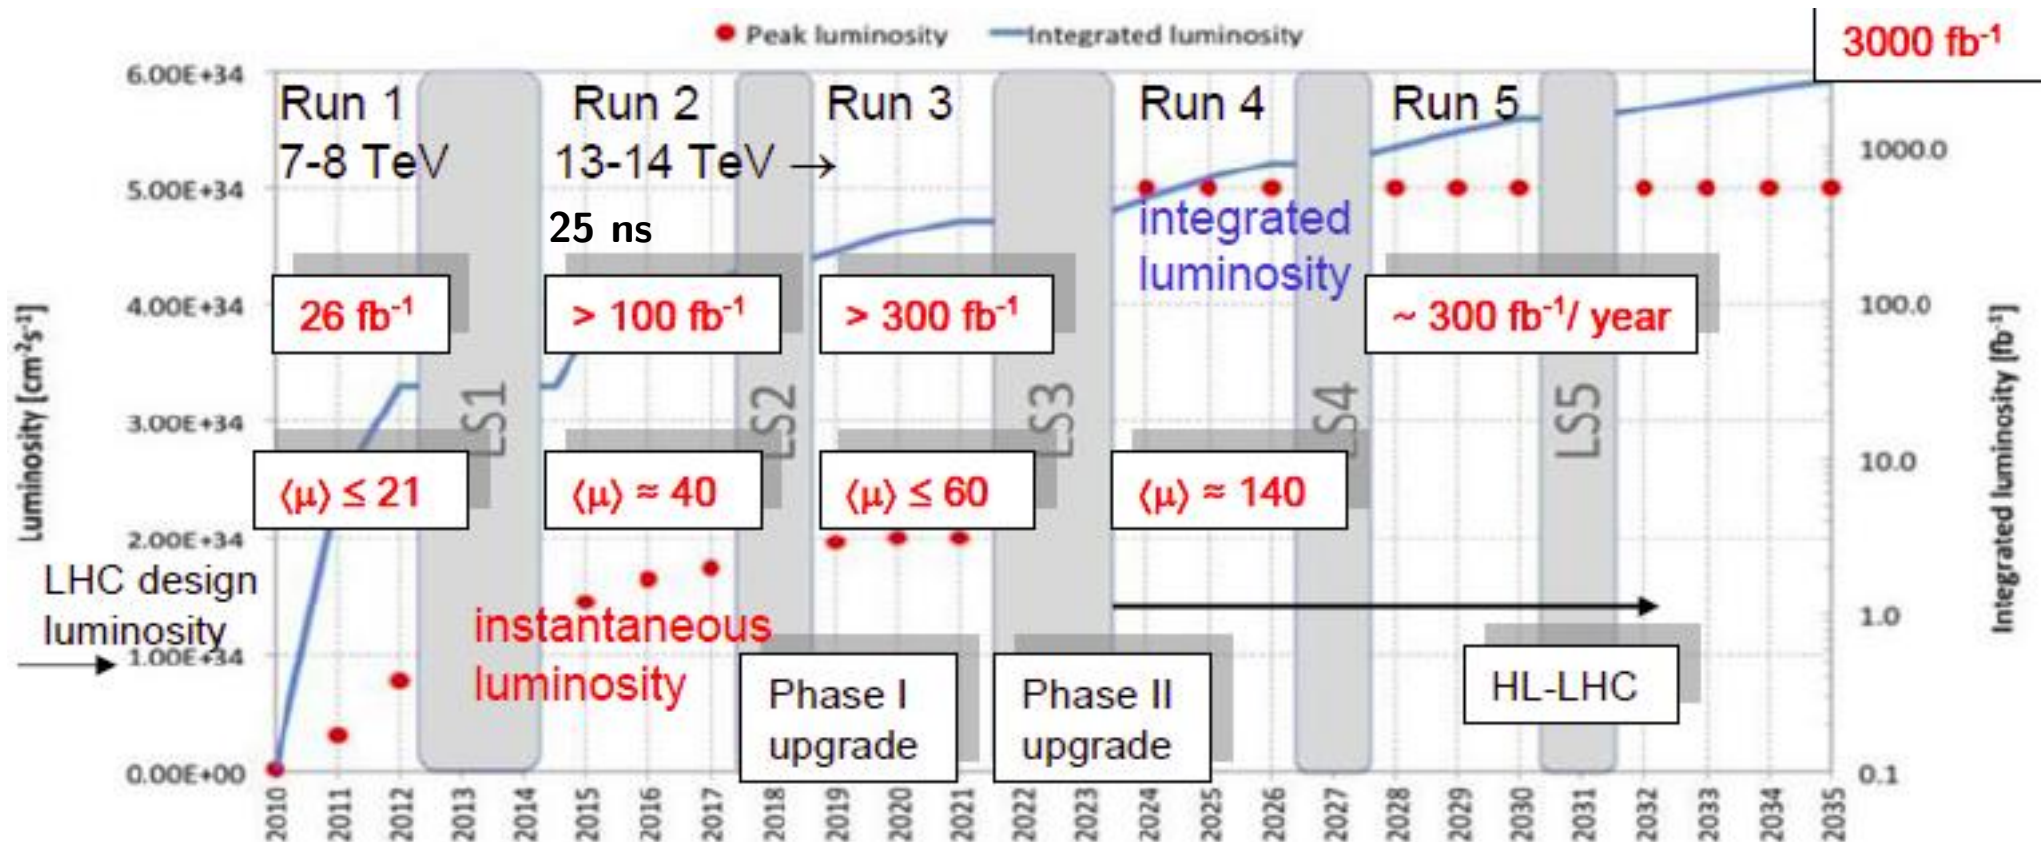 Peak luminosity
Integrated luminosity
3000 fb⁻¹
6.00E+34
5.00E+34
4.00E+34
3.00E+34
2.00E+34
1.00E+34
0.00E+00
Luminosity [cm⁻²s⁻¹]
LHC design
luminosity
Run 1
7-8 TeV
Run 2
13-14 TeV →
25 ns
Run 3
Run 4
Run 5
26 fb⁻¹
> 100 fb⁻¹
> 300 fb⁻¹
integrated
luminosity
~ 300 fb⁻¹/ year
LS1
LS2
LS3
LS4
LS5
⟨μ⟩ ≤ 21
⟨μ⟩ ≈ 40
⟨μ⟩ ≤ 60
⟨μ⟩ ≈ 140
instantaneous
luminosity
Phase I
upgrade
Phase II
upgrade
HL-LHC
1000.0
100.0
10.0
1.0
0.1
Integrated luminosity [fb⁻¹]
2010
2011
2012
2013
2014
2015
2016
2017
2018
2019
2020
2021
2022
2023
2024
2025
2026
2027
2028
2029
2030
2031
2032
2033
2034
2035